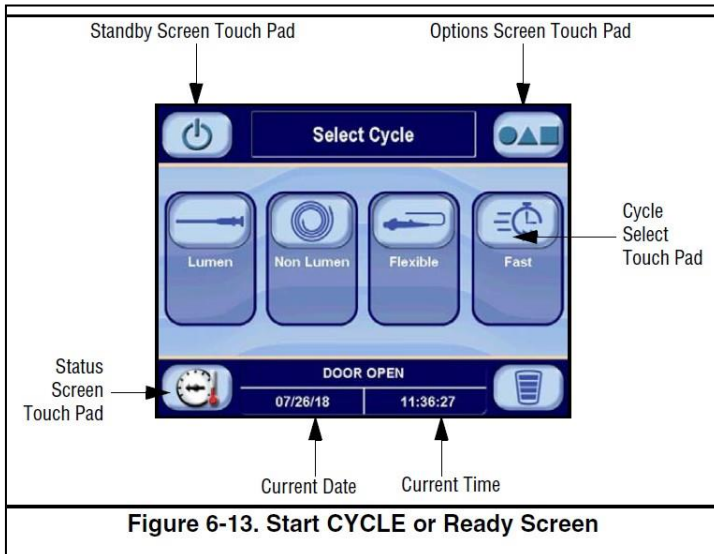 Standby Screen Touch Pad
Options Screen Touch Pad
Select Cycle
Lumen
Non Lumen
Flexible
Fast
Cycle
Select
Touch Pad
Status
Screen
Touch Pad
DOOR OPEN
07/26/18
11:36:27
Current Date
Current Time
Figure 6-13. Start CYCLE or Ready Screen